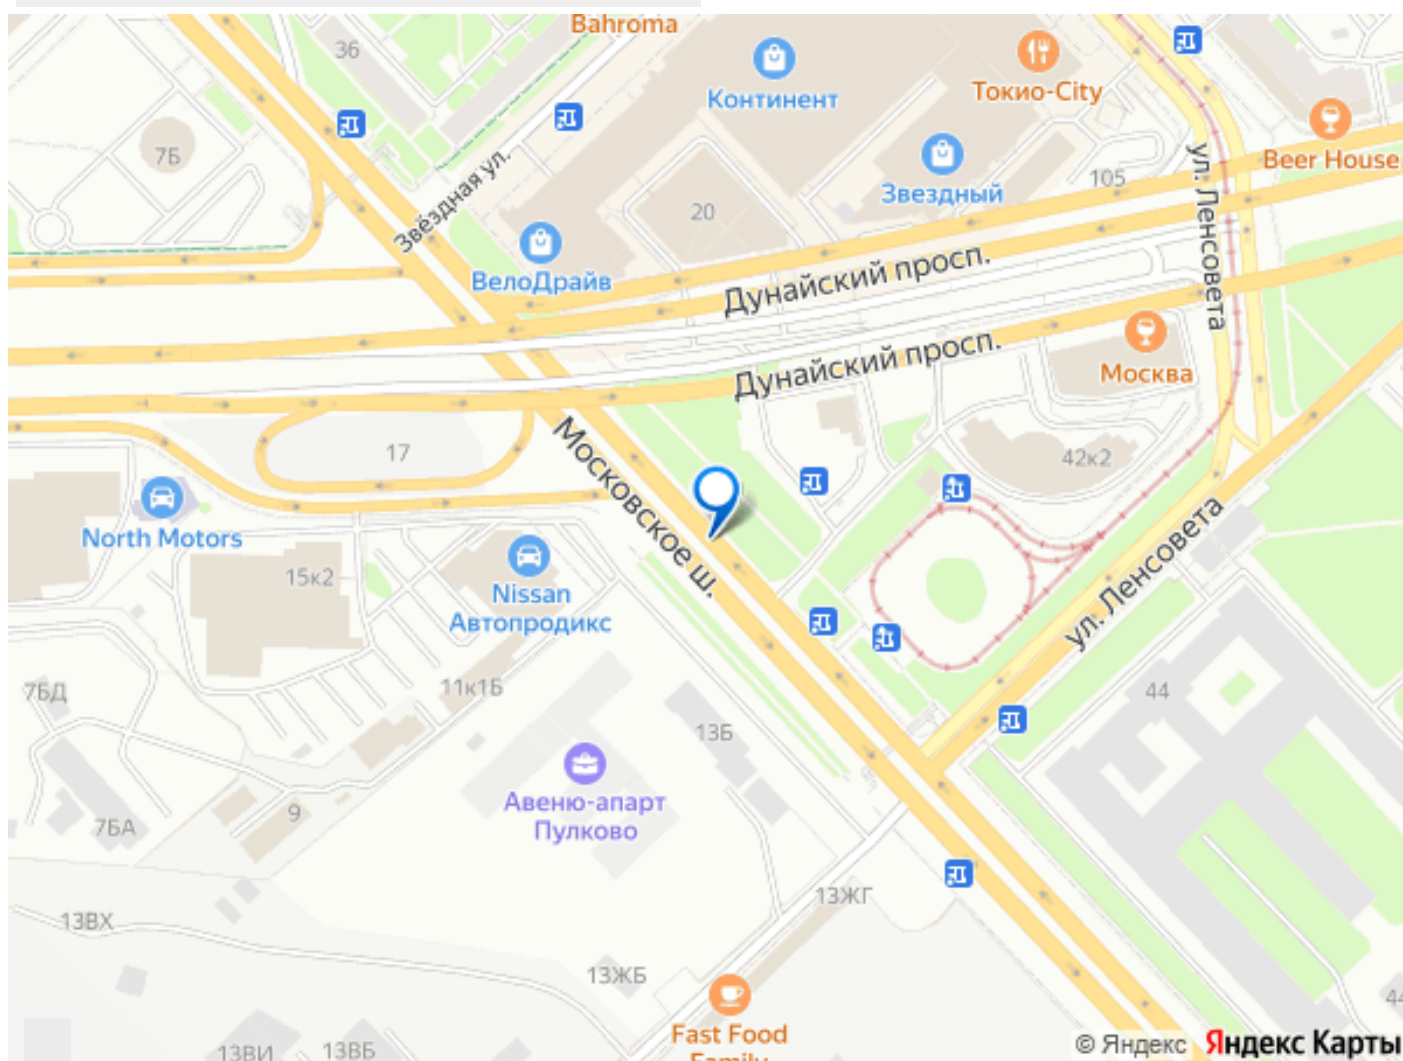 Bahroma
36
Континент
Токио-City
Beer House
7Б
Звёздная ул.
20
Звездный
105
ул. Ленсовета
ВелоДрайв
Дунайский просп.
Дунайский просп.
Москва
Московское ш.
17
42к2
North Motors
15к2
Nissan
Автопродикс
ул. Ленсовета
7БД
11к1Б
13Б
44
Авеню-апарт
Пулково
9
7БА
13ВХ
13ЖГ
13ЖБ
44
Fast Food
Family
13ВИ
13ВБ
© Яндекс Яндекс Карты